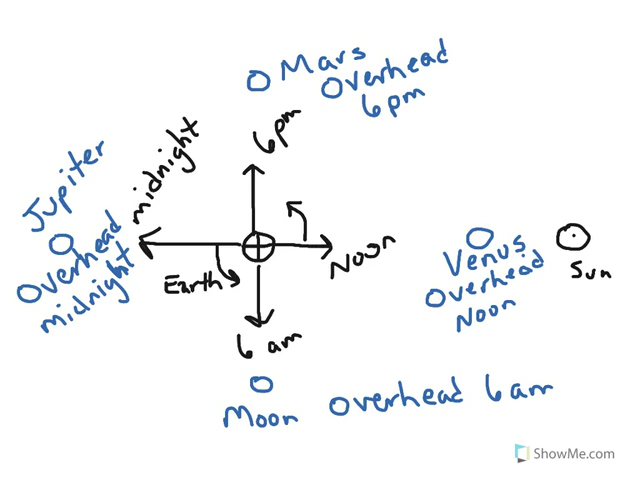 Mars
Overhead
6pm
6pm
midnight
Jupiter
Overhead
midnight
Noon
Earth
6 am
Venus
Overhead
Noon
Sun
Moon overhead 6am
ShowMe.com